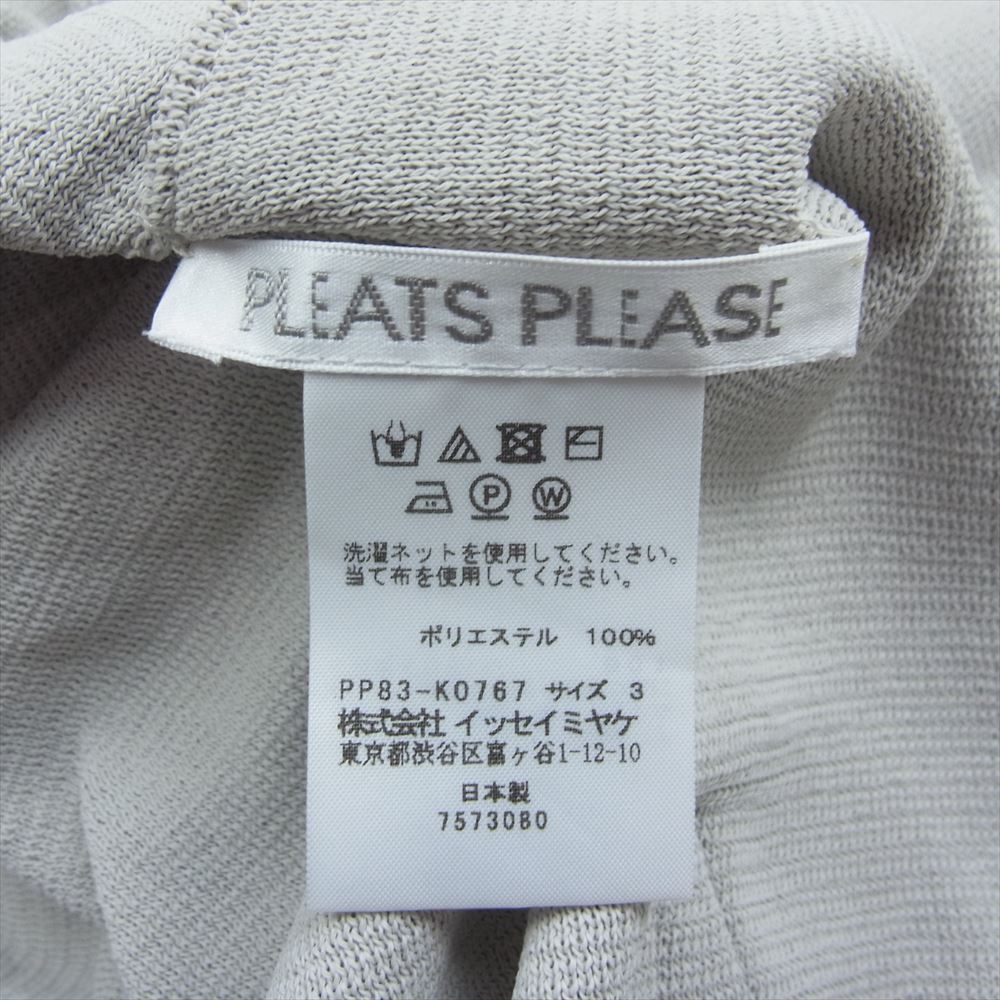 PLEATS PLEASE
P W
洗濯ネットを使用してください。
当て布を使用してください。
ポリエステル 100%
PP83-K0767 サイズ 3
株式会社 イッセイミヤケ
東京都渋谷区富ヶ谷1-12-10
日本製
7573080